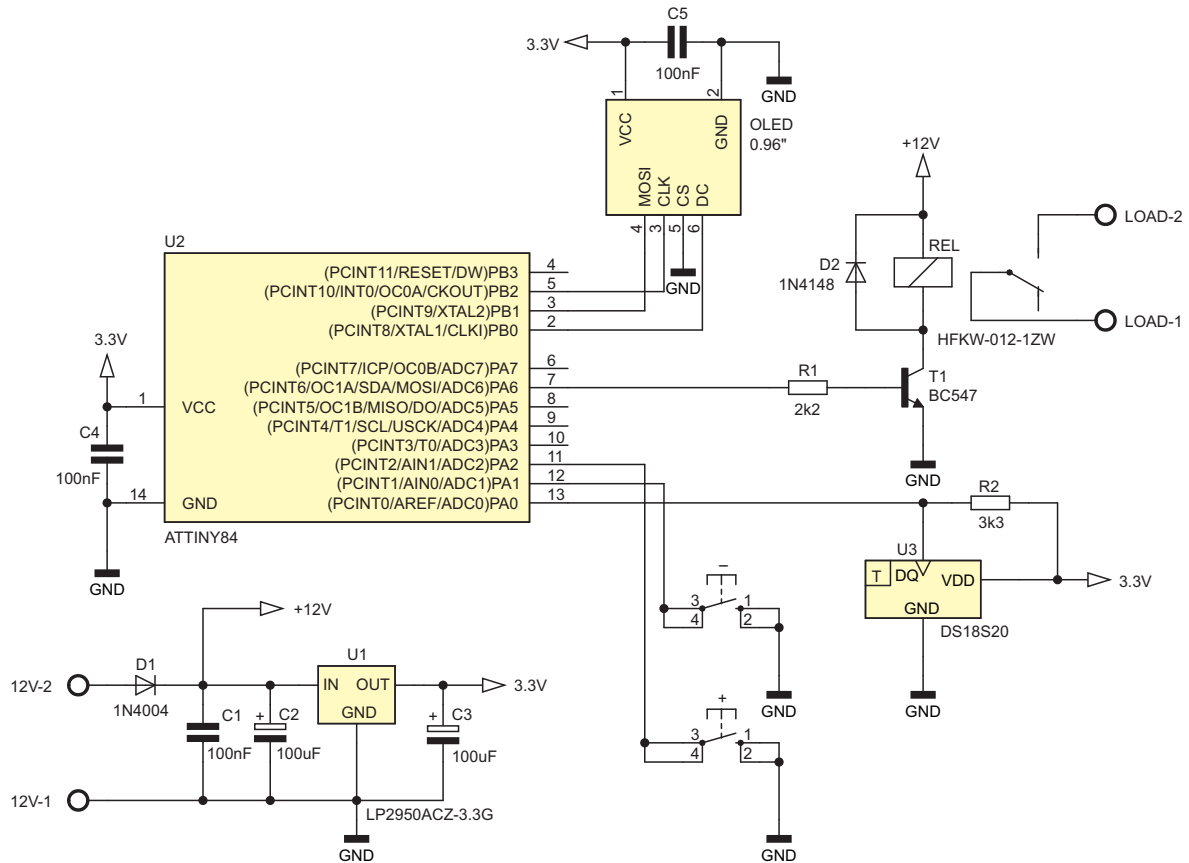 C5
3.3V
100nF
GND
1
2
VCC
GND
OLED
0.96"
MOSI
CLK
CS
DC
4
3
5
6
GND
+12V
LOAD-2
REL
D2
1N4148
LOAD-1
HFKW-012-1ZW
U2
(PCINT11/RESET/DW)PB3
4
(PCINT10/INT0/OC0A/CKOUT)PB2
5
(PCINT9/XTAL2)PB1
3
(PCINT8/XTAL1/CLKI)PB0
2
(PCINT7/ICP/OC0B/ADC7)PA7
6
(PCINT6/OC1A/SDA/MOSI/ADC6)PA6
7
(PCINT5/OC1B/MISO/DO/ADC5)PA5
8
(PCINT4/T1/SCL/USCK/ADC4)PA4
9
(PCINT3/T0/ADC3)PA3
10
(PCINT2/AIN1/ADC2)PA2
11
(PCINT1/AIN0/ADC1)PA1
12
(PCINT0/AREF/ADC0)PA0
13
3.3V
1
VCC
C4
100nF
14
GND
ATTINY84
GND
R1
2k2
T1
BC547
GND
R2
3k3
U3
T
DQ
VDD
GND
3.3V
DS18S20
GND
–
3
1
4
2
GND
+
3
1
4
2
GND
+12V
12V-2
D1
1N4004
U1
IN
OUT
GND
3.3V
C1
100nF
+
C2
100uF
+
C3
100uF
12V-1
LP2950ACZ-3.3G
GND